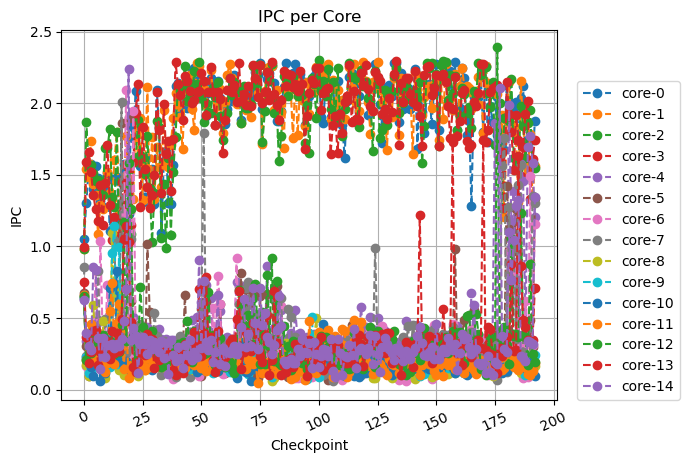 IPC per Core
2.5
2.0
1.5
1.0
0.5
0.0
IPC
0
25
50
75
100
125
150
175
200
Checkpoint
core-0
core-1
core-2
core-3
core-4
core-5
core-6
core-7
core-8
core-9
core-10
core-11
core-12
core-13
core-14